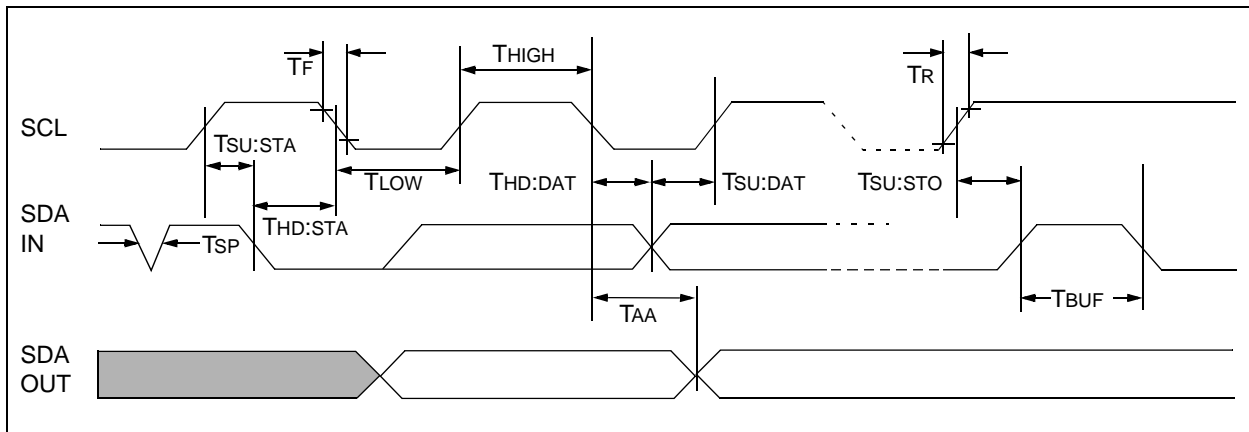 TF
THIGH
TR
SCL
TSU:STA
TLOW
THD:DAT
TSU:DAT
TSU:STO
SDA
IN
TSP
THD:STA
TBUF
TAA
SDA
OUT